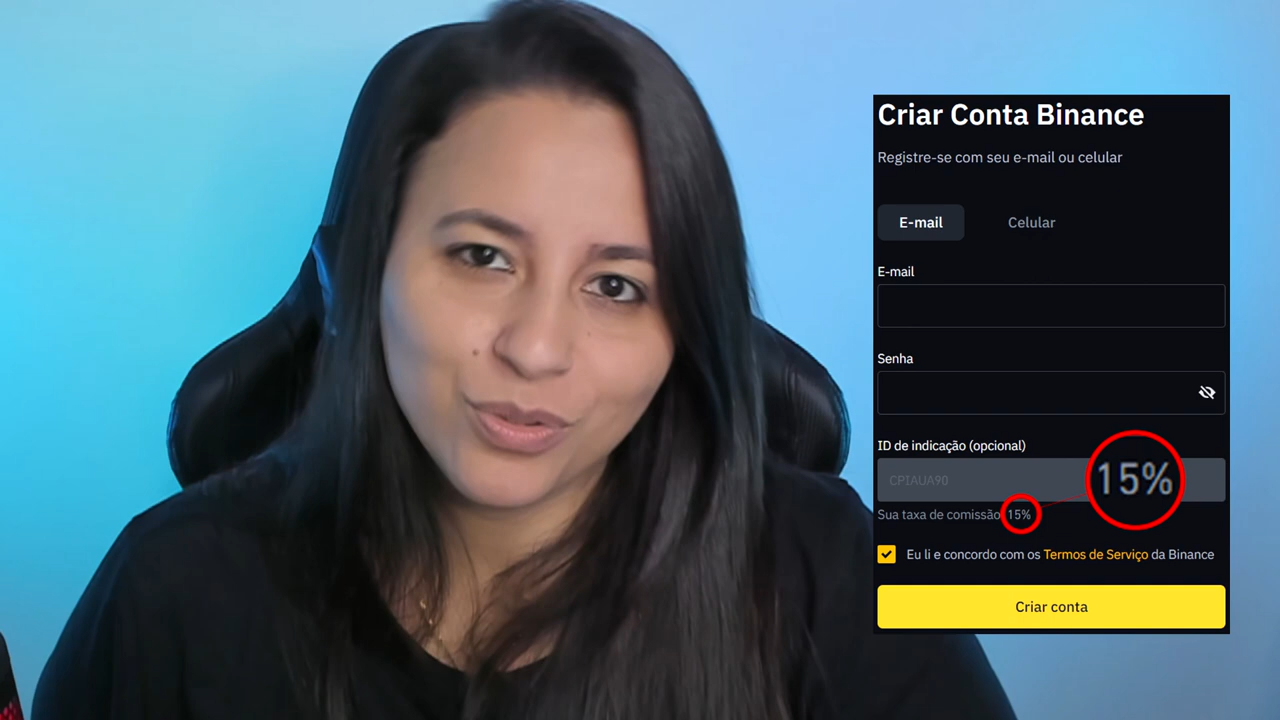 Criar Conta Binance
Registre-se com seu e-mail ou celular
E-mail Celular
E-mail
Senha
ID de indicação (opcional)
CPIAUA90
15%
Sua taxa de comissão 15%
Eu li e concordo com os Termos de Serviço da Binance
Criar conta